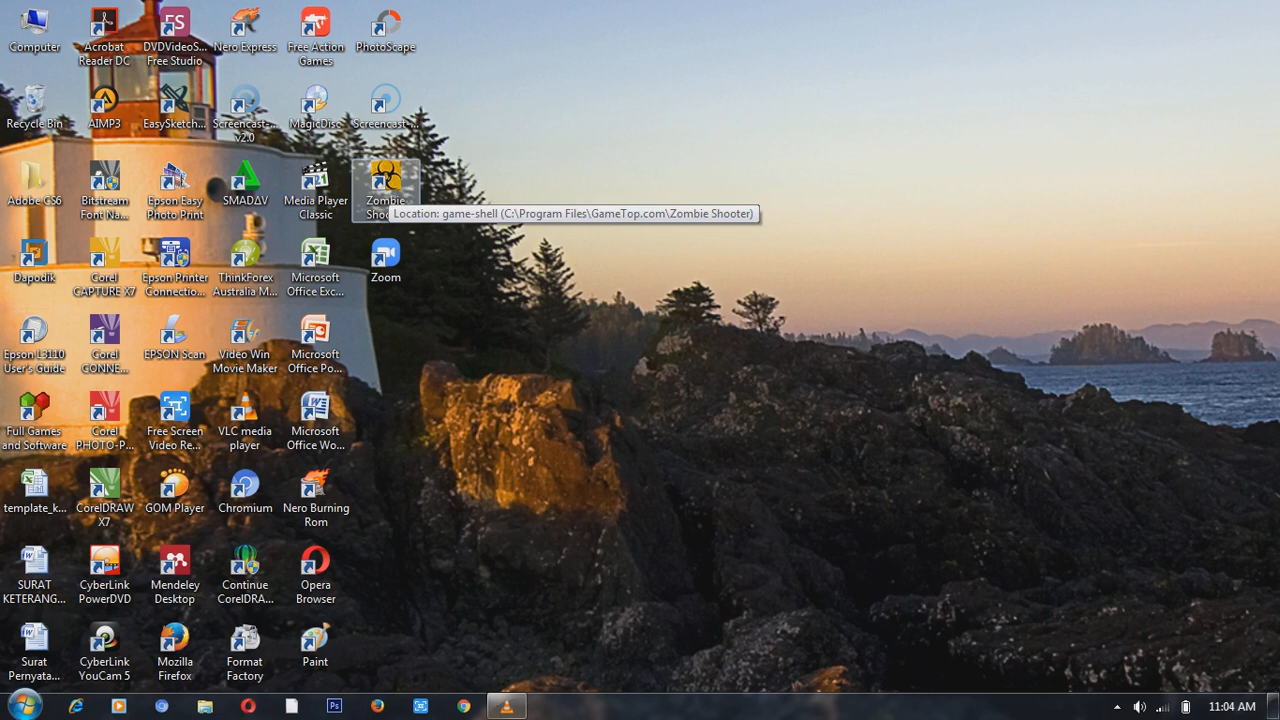 Computer
Acrobat
Reader DC
DVDVideoS...
Free Studio
Nero Express
Free Action
Games
PhotoScape
Recycle Bin
AIMP3
EasySketch...
Screencast-...
v2.0
MagicDisc
Screencast-...
Adobe CS6
Bitstream
Font Na...
Epson Easy
Photo Print
SMADΔV
Media Player
Classic
Zombie
Location: game-shell (C:\Program Files\GameTop.com\Zombie Shooter)
Dapodik
Corel
CAPTURE X7
Epson Printer
Connectio...
ThinkForex
Australia M...
Microsoft
Office Exc...
Zoom
Epson L3110
User's Guide
Corel
CONNE...
EPSON Scan
Video Win
Movie Maker
Microsoft
Office Po...
Full Games
and Software
Corel
PHOTO-P...
Free Screen
Video Re...
VLC media
player
Microsoft
Office Wo...
template_k...
CorelDRAW
X7
GOM Player
Chromium
Nero Burning
Rom
SURAT
KETERANG...
CyberLink
PowerDVD
Mendeley
Desktop
Continue
CorelDRA...
Opera
Browser
Surat
Pernyata...
CyberLink
YouCam 5
Mozilla
Firefox
Format
Factory
Paint
Ps
11:04 AM